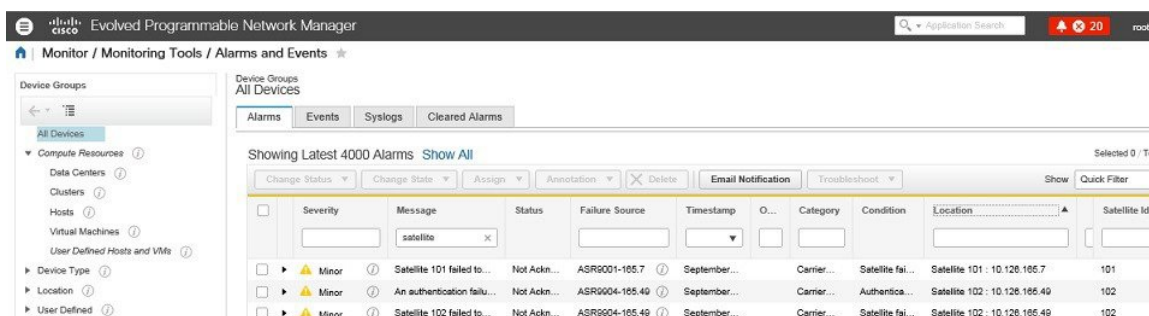 cisco Evolved Programmable Network Manager Application Search 20 root
Monitor / Monitoring Tools / Alarms and Events
Device Groups
All Devices
Compute Resources
Data Centers
Clusters
Hosts
Virtual Machines
User Defined Hosts and VMs
Device Type
Location
User Defined
Device Groups
All Devices
Alarms Events Syslogs Cleared Alarms
Showing Latest 4000 Alarms Show All Selected 0 / T
Change Status Change State Assign Annotation Delete Email Notification Troubleshoot Show Quick Filter
Severity Message Status Failure Source Timestamp O... Category Condition Location Satellite Id
satellite
Minor Satellite 101 failed to... Not Ackn... ASR9001-165.7 September... Carrier... Satellite fai... Satellite 101 : 10.126.165.7 101
Minor An authentication failu... Not Ackn... ASR9904-165.49 September... Carrier... Authentica... Satellite 102 : 10.126.165.49 102
Minor Satellite 102 failed to... Not Ackn... ASR9904-165.49 September... Carrier... Satellite fai... Satellite 102 : 10.126.165.49 102